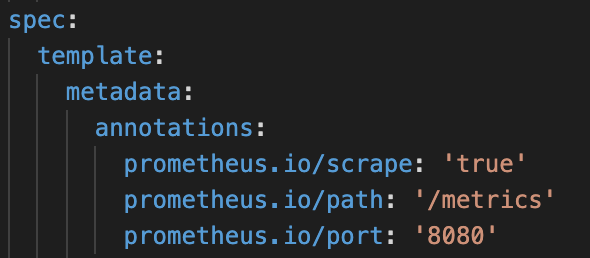 spec:
template:
metadata:
annotations:
prometheus.io/scrape: 'true'
prometheus.io/path: '/metrics'
prometheus.io/port: '8080'